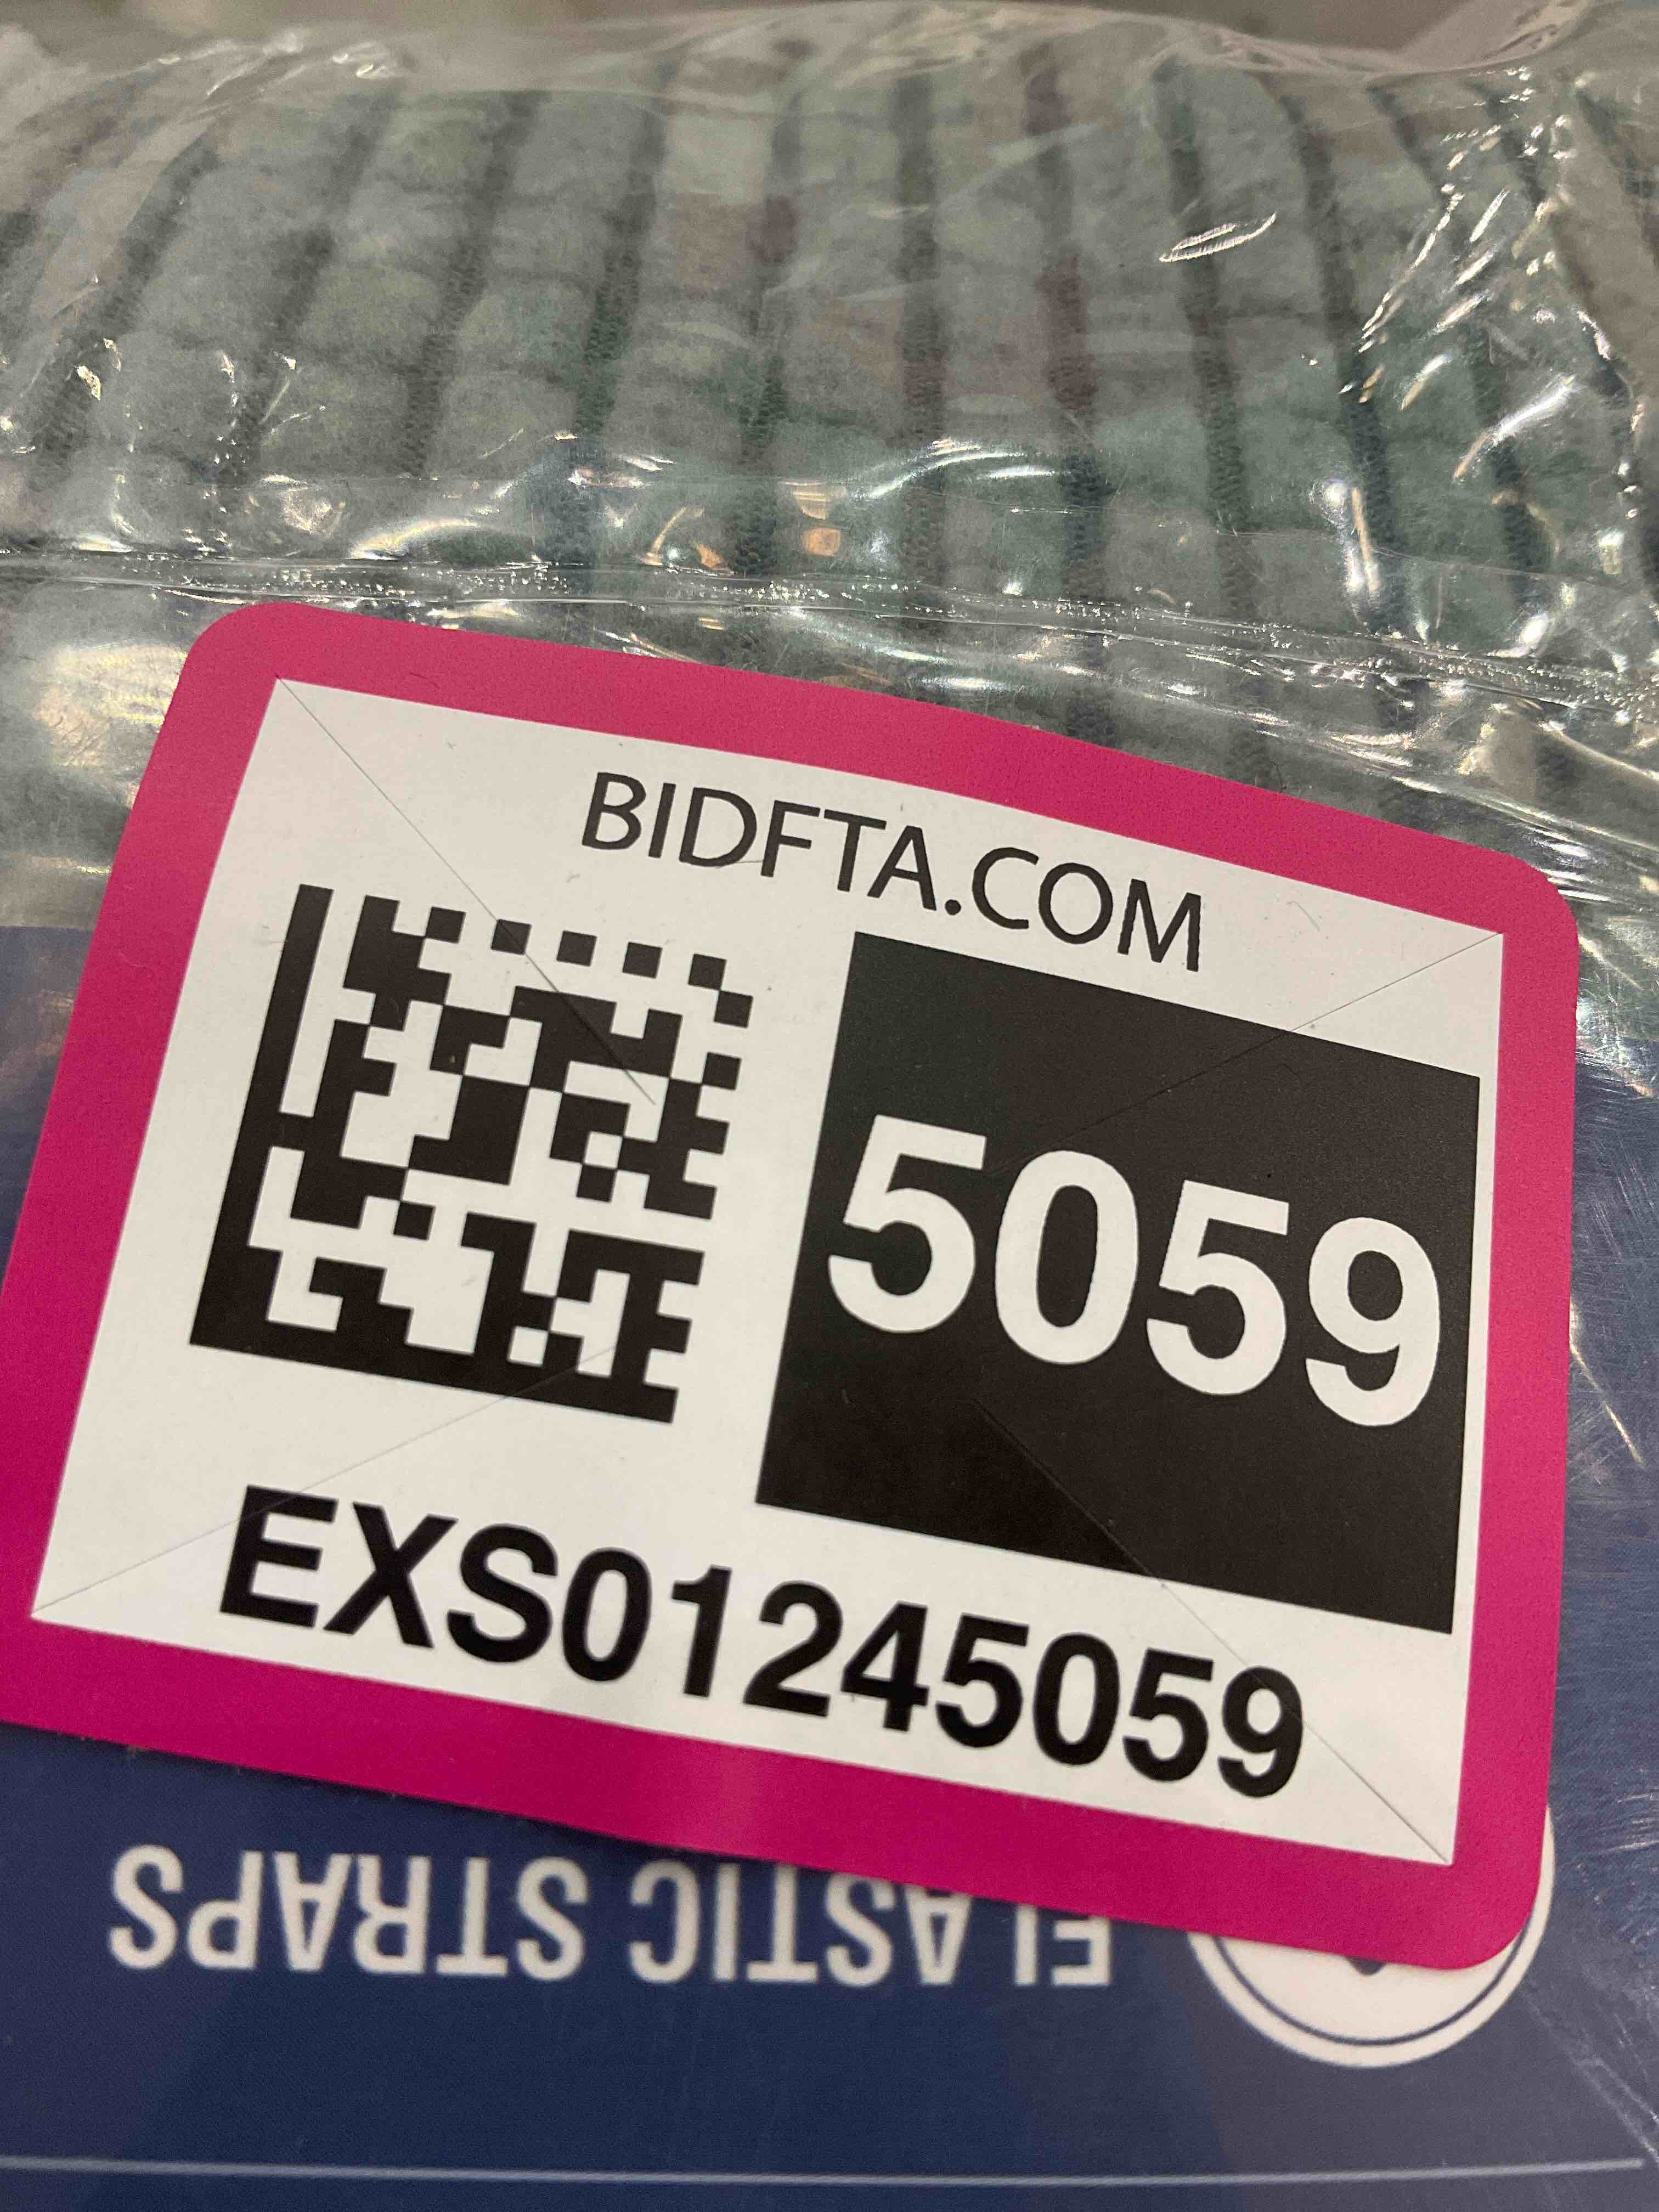 BIDFTA.COM
5059
EXS01245059
ELASTIC STRAPS